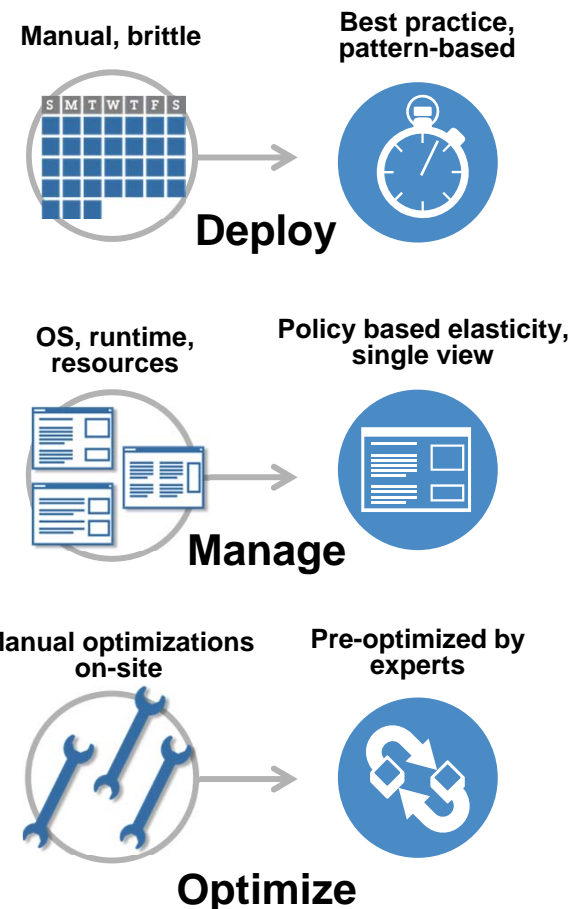 Manual, brittle
Best practice,
pattern-based
S M T W T F S
Deploy
OS, runtime,
resources
Policy based elasticity,
single view
Manage
Manual optimizations
on-site
Pre-optimized by
experts
Optimize